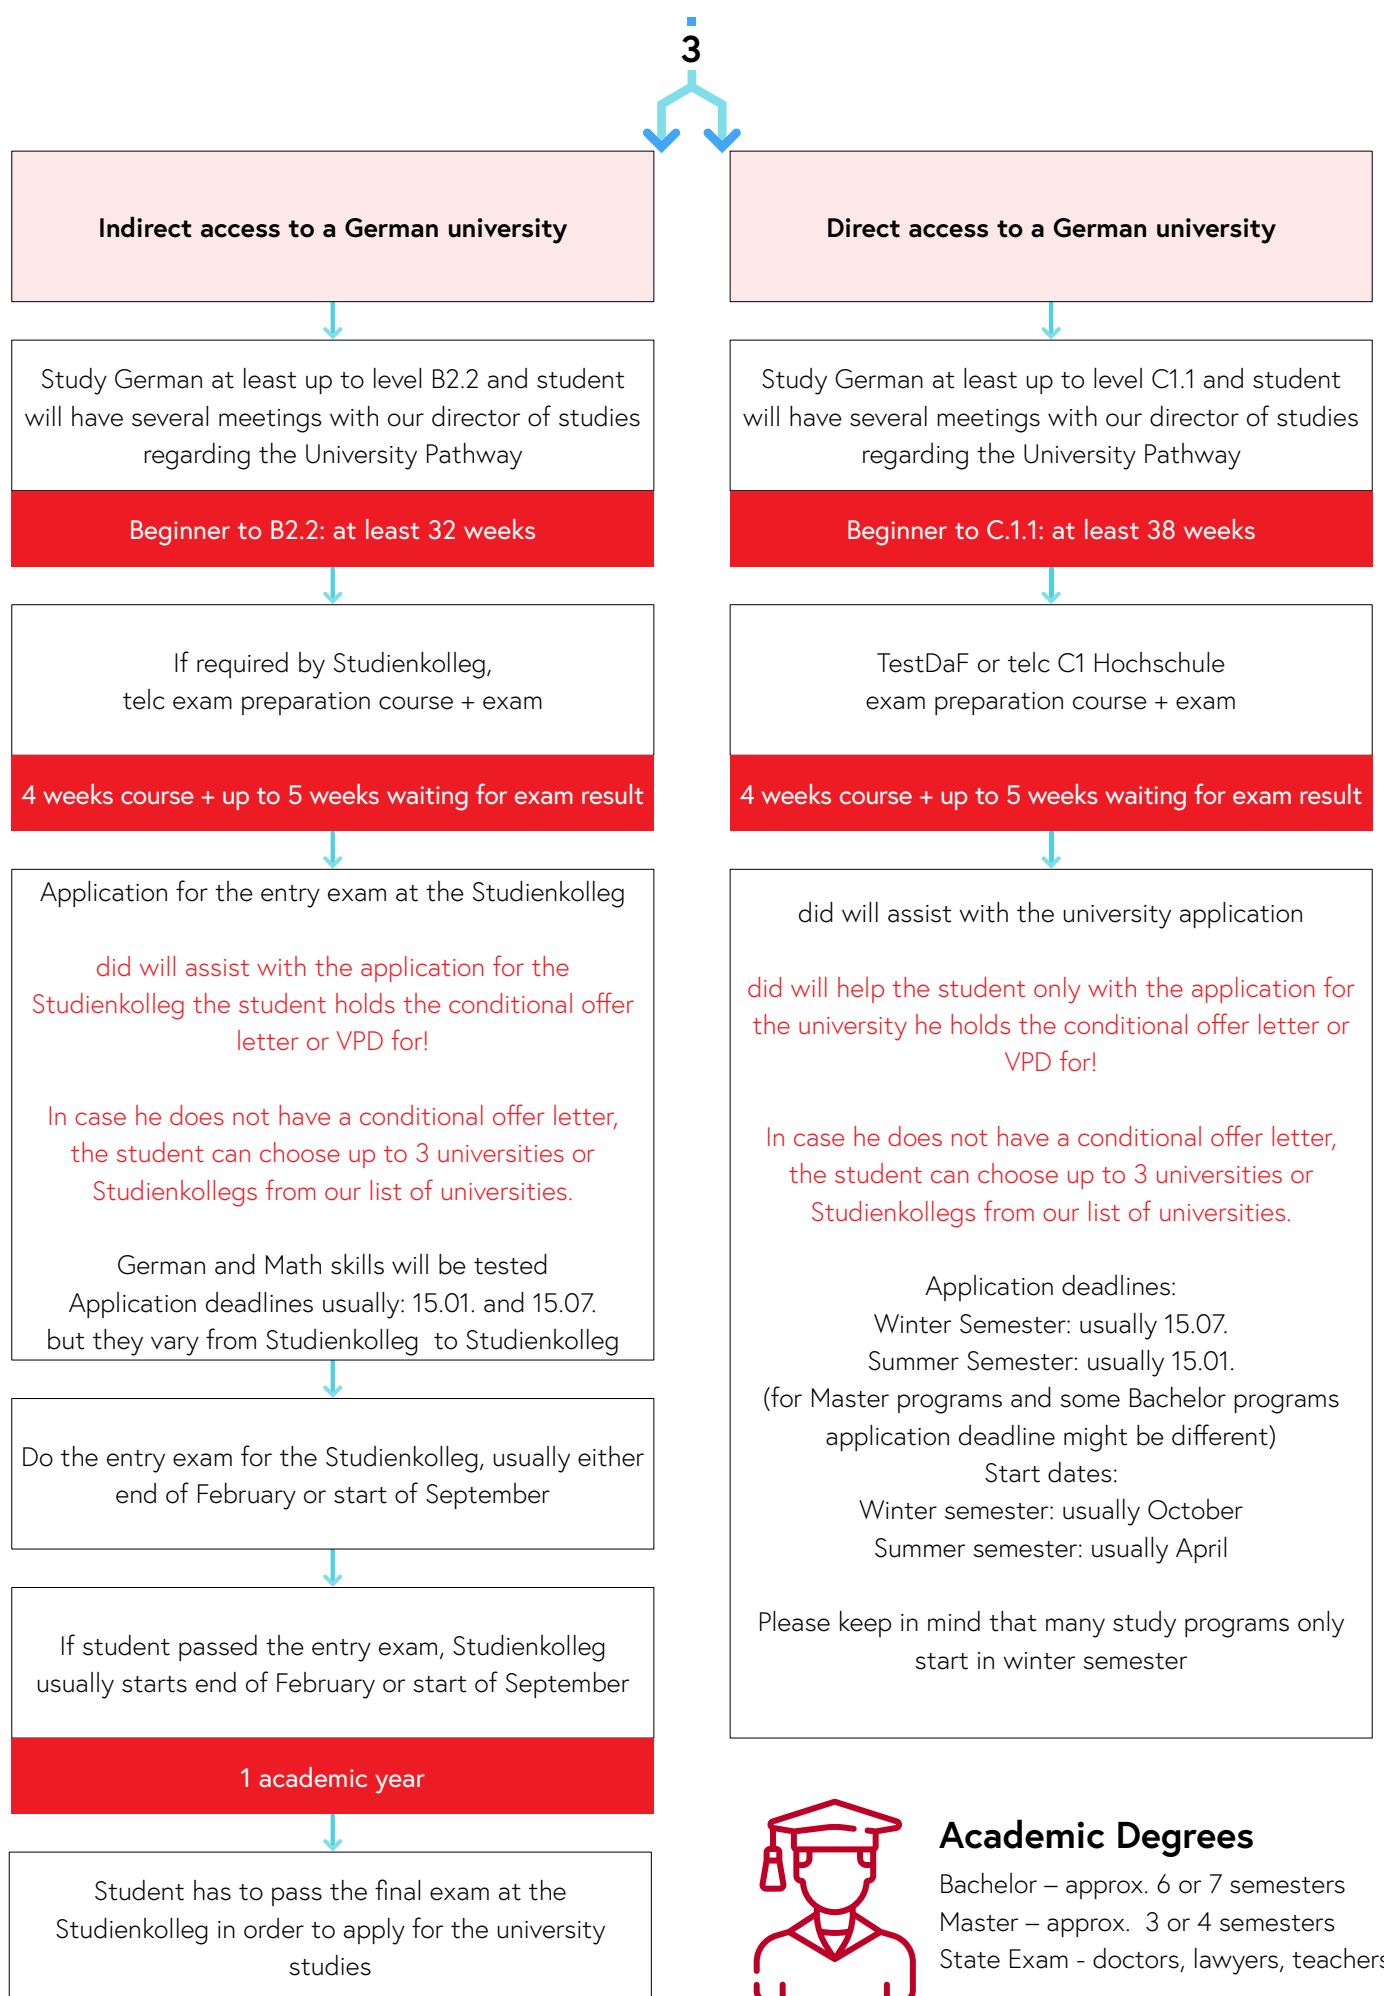 3
Indirect access to a German university
Study German at least up to level B2.2 and student
will have several meetings with our director of studies
regarding the University Pathway
Beginner to B2.2: at least 32 weeks
If required by Studienkolleg,
telc exam preparation course + exam
4 weeks course + up to 5 weeks waiting for exam result
Application for the entry exam at the Studienkolleg
did will assist with the application for the
Studienkolleg the student holds the conditional offer
letter or VPD for!
In case he does not have a conditional offer letter,
the student can choose up to 3 universities or
Studienkollegs from our list of universities.
German and Math skills will be tested
Application deadlines usually: 15.01. and 15.07.
but they vary from Studienkolleg  to Studienkolleg
Do the entry exam for the Studienkolleg, usually either
end of February or start of September
If student passed the entry exam, Studienkolleg
usually starts end of February or start of September
1 academic year
Student has to pass the final exam at the
Studienkolleg in order to apply for the university
studies
Direct access to a German university
Study German at least up to level C1.1 and student
will have several meetings with our director of studies
regarding the University Pathway
Beginner to C.1.1: at least 38 weeks
TestDaF or telc C1 Hochschule
exam preparation course + exam
4 weeks course + up to 5 weeks waiting for exam result
did will assist with the university application
did will help the student only with the application for
the university he holds the conditional offer letter or
VPD for!
In case he does not have a conditional offer letter,
the student can choose up to 3 universities or
Studienkollegs from our list of universities.
Application deadlines:
Winter Semester: usually 15.07.
Summer Semester: usually 15.01.
(for Master programs and some Bachelor programs
application deadline might be different)
Start dates:
Winter semester: usually October
Summer semester: usually April
Please keep in mind that many study programs only
start in winter semester
Academic Degrees
Bachelor – approx. 6 or 7 semesters
Master – approx.  3 or 4 semesters
State Exam - doctors, lawyers, teachers